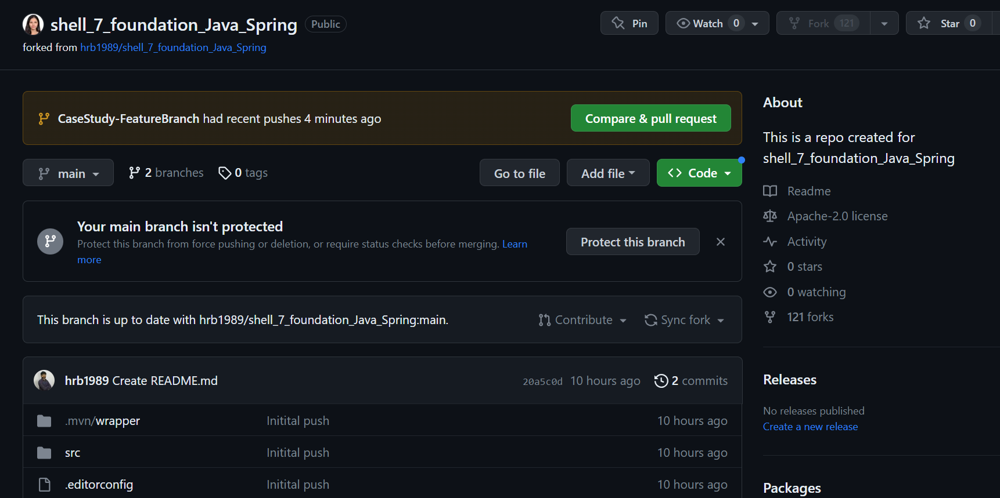 shell_7_foundation_Java_Spring Public
Pin Watch 0 Fork 121 Star 0
forked from hrb1989/shell_7_foundation_Java_Spring
CaseStudy-FeatureBranch had recent pushes 4 minutes ago
Compare & pull request
main 2 branches 0 tags
Go to file Add file Code
Your main branch isn't protected
Protect this branch from force pushing or deletion, or require status checks before merging. Learn
more
Protect this branch
This branch is up to date with hrb1989/shell_7_foundation_Java_Spring:main.
Contribute Sync fork
hrb1989 Create README.md 20a5c0d 10 hours ago 2 commits
.mvn/wrapper Initital push 10 hours ago
src Initital push 10 hours ago
.editorconfig Initital push 10 hours ago
About
This is a repo created for
shell_7_foundation_Java_Spring
Readme
Apache-2.0 license
Activity
0 stars
0 watching
121 forks
Releases
No releases published
Create a new release
Packages